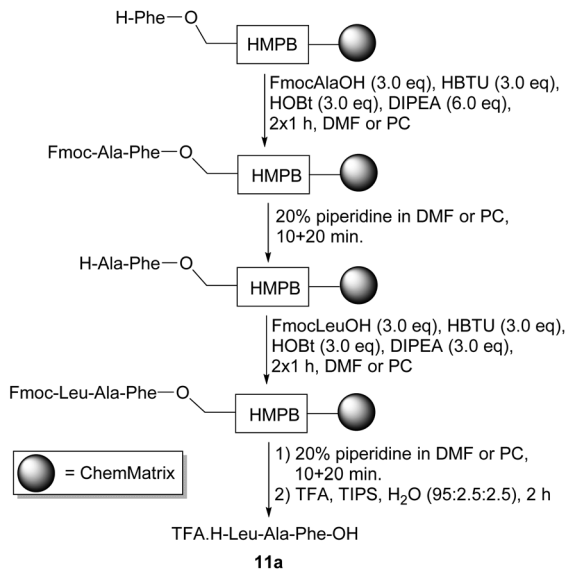 H-Phe—O
HMPB
FmocAlaOH (3.0 eq), HBTU (3.0 eq),
HOBt (3.0 eq), DIPEA (6.0 eq),
2x1 h, DMF or PC
Fmoc-Ala-Phe—O
HMPB
20% piperidine in DMF or PC,
10+20 min.
H-Ala-Phe—O
HMPB
FmocLeuOH (3.0 eq), HBTU (3.0 eq),
HOBt (3.0 eq), DIPEA (3.0 eq),
2x1 h, DMF or PC
Fmoc-Leu-Ala-Phe—O
HMPB
1) 20% piperidine in DMF or PC,
10+20 min.
2) TFA, TIPS, H₂O (95:2.5:2.5), 2 h
= ChemMatrix
TFA.H-Leu-Ala-Phe-OH
11a